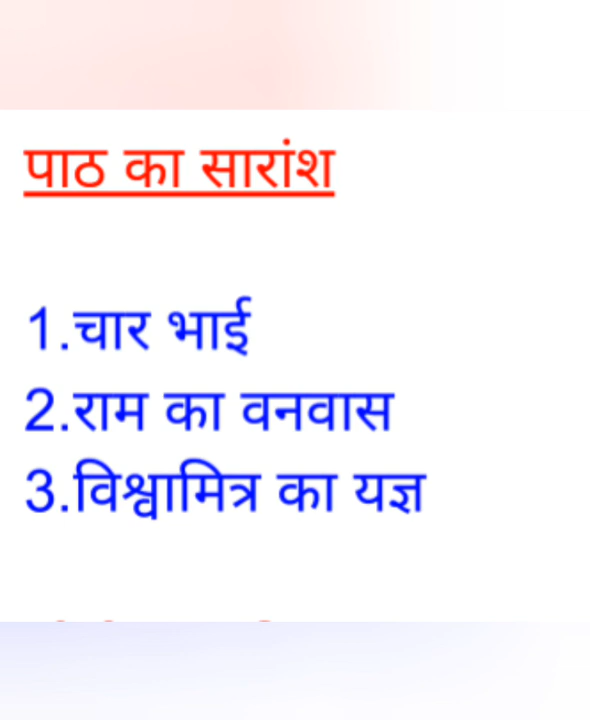 पाठ का सारांश
1.चार भाई
2.राम का वनवास
3.विश्वामित्र का यज्ञ